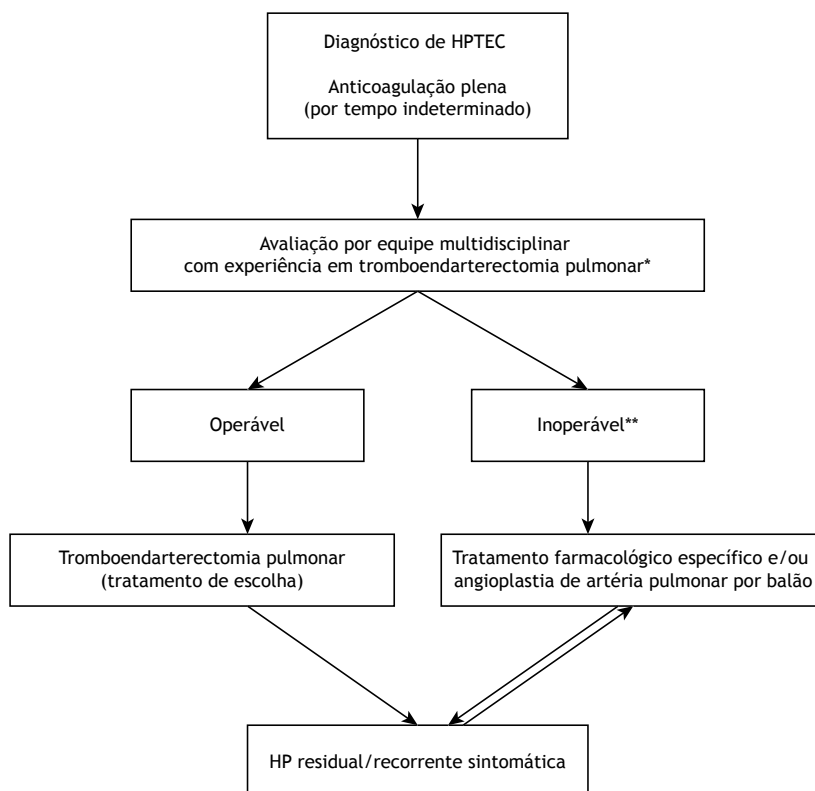 Diagnóstico de HPTEC
Anticoagulação plena
(por tempo indeterminado)
Avaliação por equipe multidisciplinar
com experiência em tromboendarterectomia pulmonar*
Operável
Inoperável**
Tromboendarterectomia pulmonar
(tratamento de escolha)
Tratamento farmacológico específico e/ou
angioplastia de artéria pulmonar por balão
HP residual/recorrente sintomática